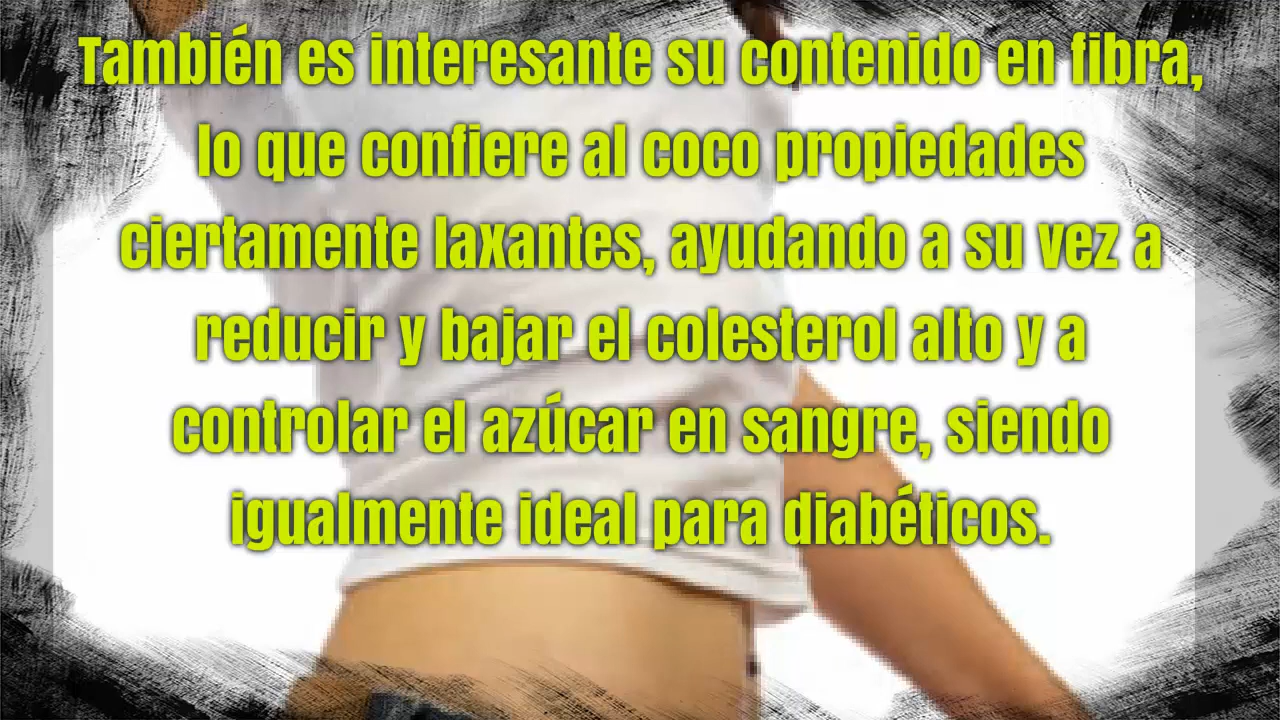 También es interesante su contenido en fibra,
lo que confiere al coco propiedades
ciertamente laxantes, ayudando a su vez a
reducir y bajar el colesterol alto y a
controlar el azúcar en sangre, siendo
igualmente ideal para diabéticos.